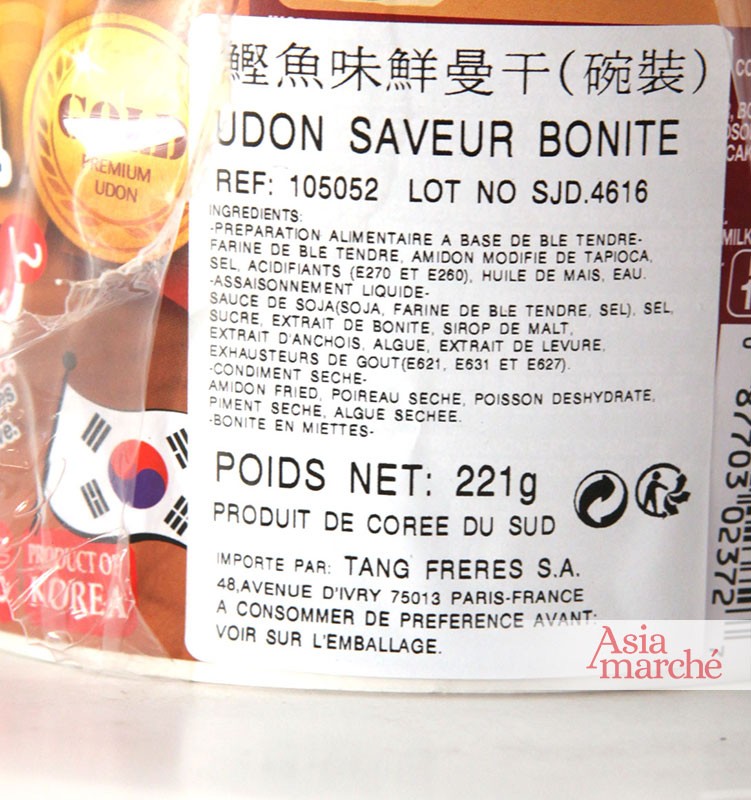 鰹魚味鮮曼干(碗裝)
UDON SAVEUR BONITE
REF: 105052 LOT NO SJD.4616
INGREDIENTS:
-PREPARATION ALIMENTAIRE A BASE DE BLE TENDRE-
FARINE DE BLE TENDRE, AMIDON MODIFIE DE TAPIOCA,
SEL, ACIDIFIANTS (E270 ET E260), HUILE DE MAIS, EAU.
-ASSAISONNEMENT LIQUIDE-
SAUCE DE SOJA(SOJA, FARINE DE BLE TENDRE, SEL), SEL,
SUCRE, EXTRAIT DE BONITE, SIROP DE MALT,
EXTRAIT D'ANCHOIS, ALGUE, EXTRAIT DE LEVURE,
EXHAUSTEURS DE GOUT(E621, E631 ET E627).
-CONDIMENT SECHE-
AMIDON FRIED, POIREAU SECHE, POISSON DESHYDRATE,
PIMENT SECHE, ALGUE SECHEE.
-BONITE EN MIETTES-
POIDS NET: 221g
PRODUIT DE COREE DU SUD
IMPORTE PAR: TANG FRERES S.A.
48,AVENUE D'IVRY 75013 PARIS-FRANCE
A CONSOMMER DE PREFERENCE AVANT:
VOIR SUR L'EMBALLAGE.
GOLD
PREMIUM
UDON
PRODUCT OF
KOREA
MILK
87703 02372
Asia
marché